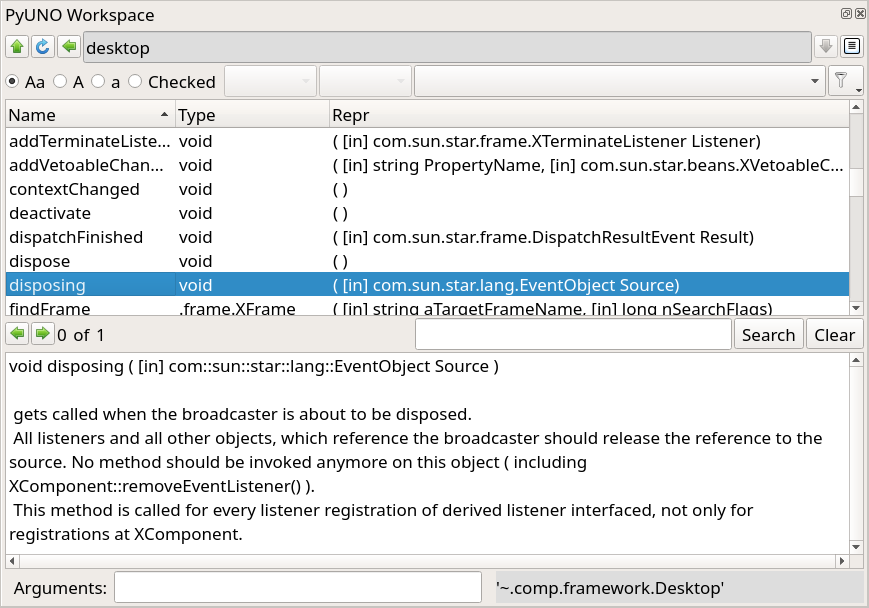 PyUNO Workspace
desktop
Aa A a Checked
Name Type Repr
addTerminateListe... void ( [in] com.sun.star.frame.XTerminateListener Listener)
addVetoableChan... void ( [in] string PropertyName, [in] com.sun.star.beans.XVetoableC...
contextChanged void ( )
deactivate void ( )
dispatchFinished void ( [in] com.sun.star.frame.DispatchResultEvent Result)
dispose void ( )
disposing void ( [in] com.sun.star.lang.EventObject Source)
findFrame .frame.XFrame ( [in] string aTargetFrameName, [in] long nSearchFlags)
0 of 1 Search Clear
void disposing ( [in] com::sun::star::lang::EventObject Source )
gets called when the broadcaster is about to be disposed.
All listeners and all other objects, which reference the broadcaster should release the reference to the
source. No method should be invoked anymore on this object ( including
XComponent::removeEventListener() ).
This method is called for every listener registration of derived listener interfaced, not only for
registrations at XComponent.
Arguments: '~.comp.framework.Desktop'